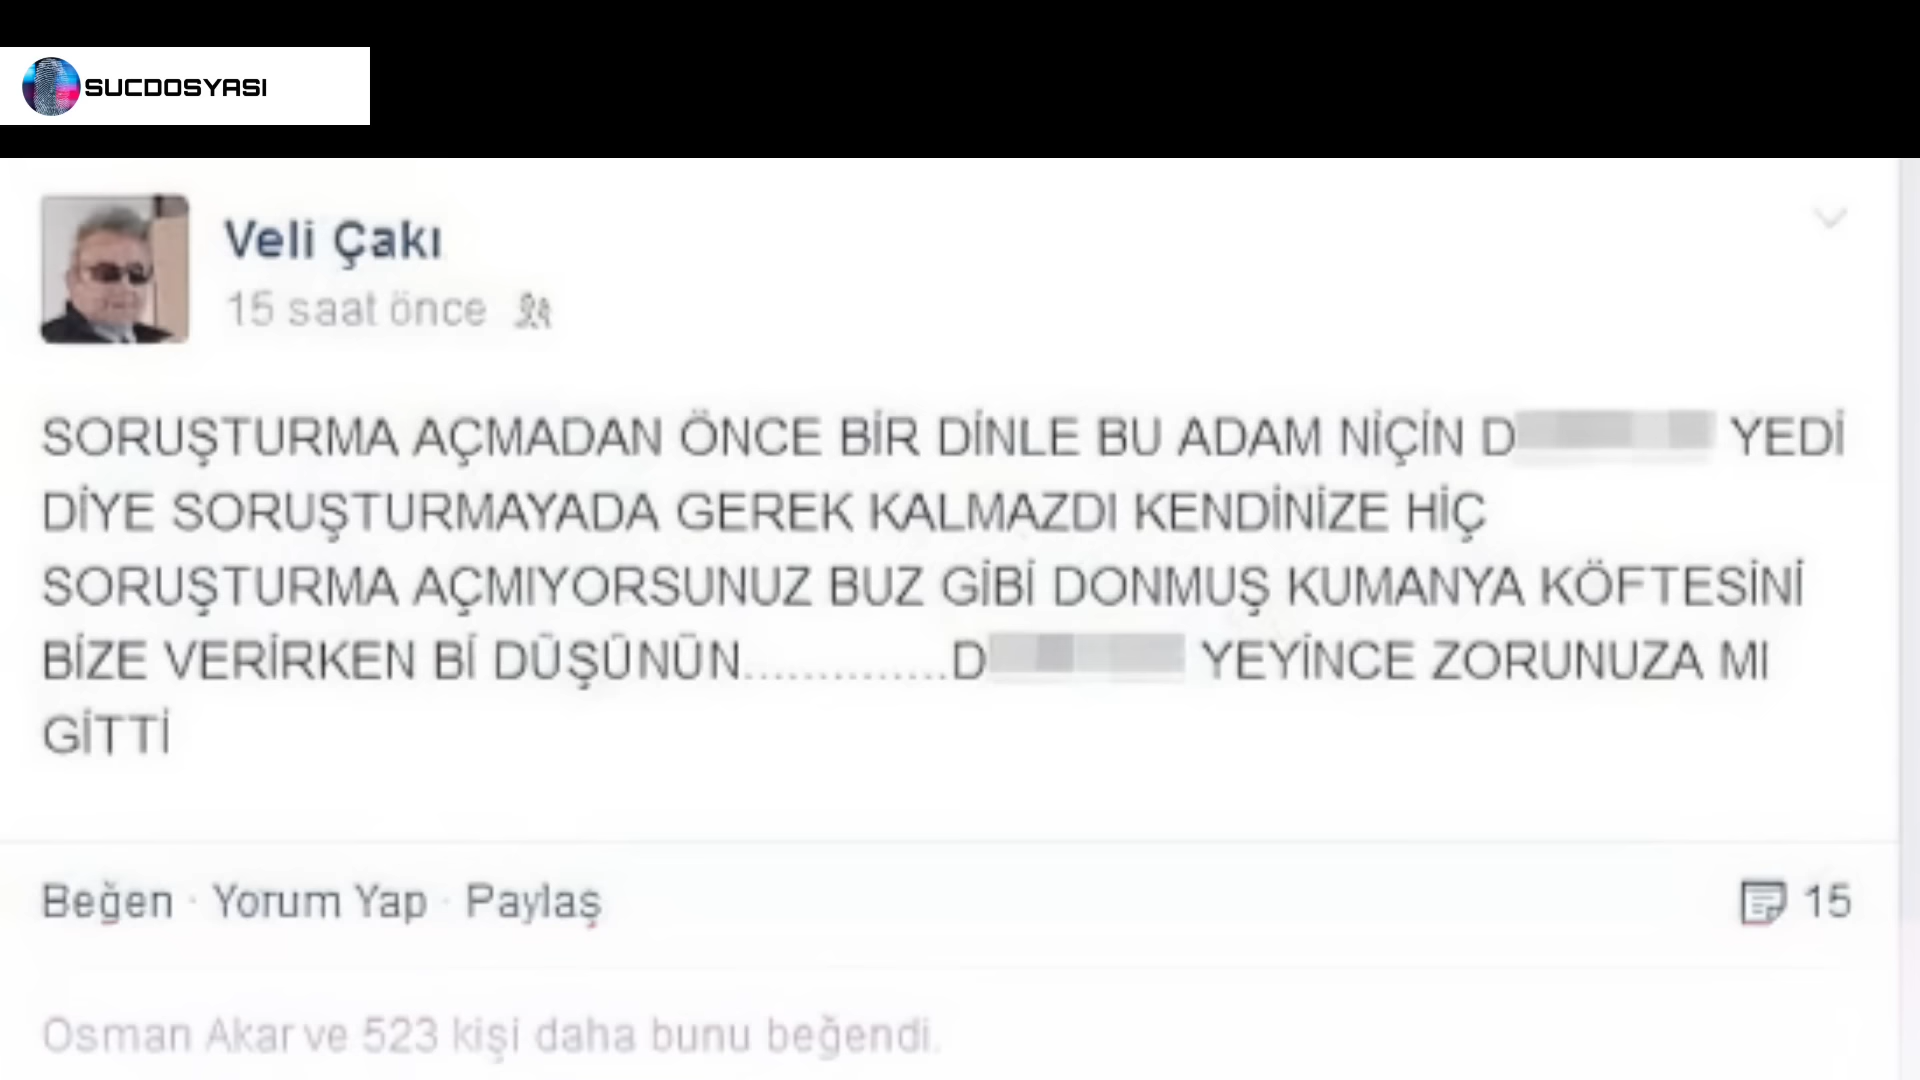 SUCDOSYASI
Veli Çakı
15 saat önce
SORUŞTURMA AÇMADAN ÖNCE BİR DİNLE BU ADAM NİÇİN D YEDİ
DİYE SORUŞTURMAYADA GEREK KALMAZDI KENDİNİZE HİÇ
SORUŞTURMA AÇMIYORSUNUZ BUZ GİBİ DONMUŞ KUMANYA KÖFTESİNİ
BİZE VERİRKEN Bİ DÜŞÜNÜN..............D YEYİNCE ZORUNUZA MI
GİTTİ
Beğen · Yorum Yap · Paylaş 15
Osman Akar ve 523 kişi daha bunu beğendi.